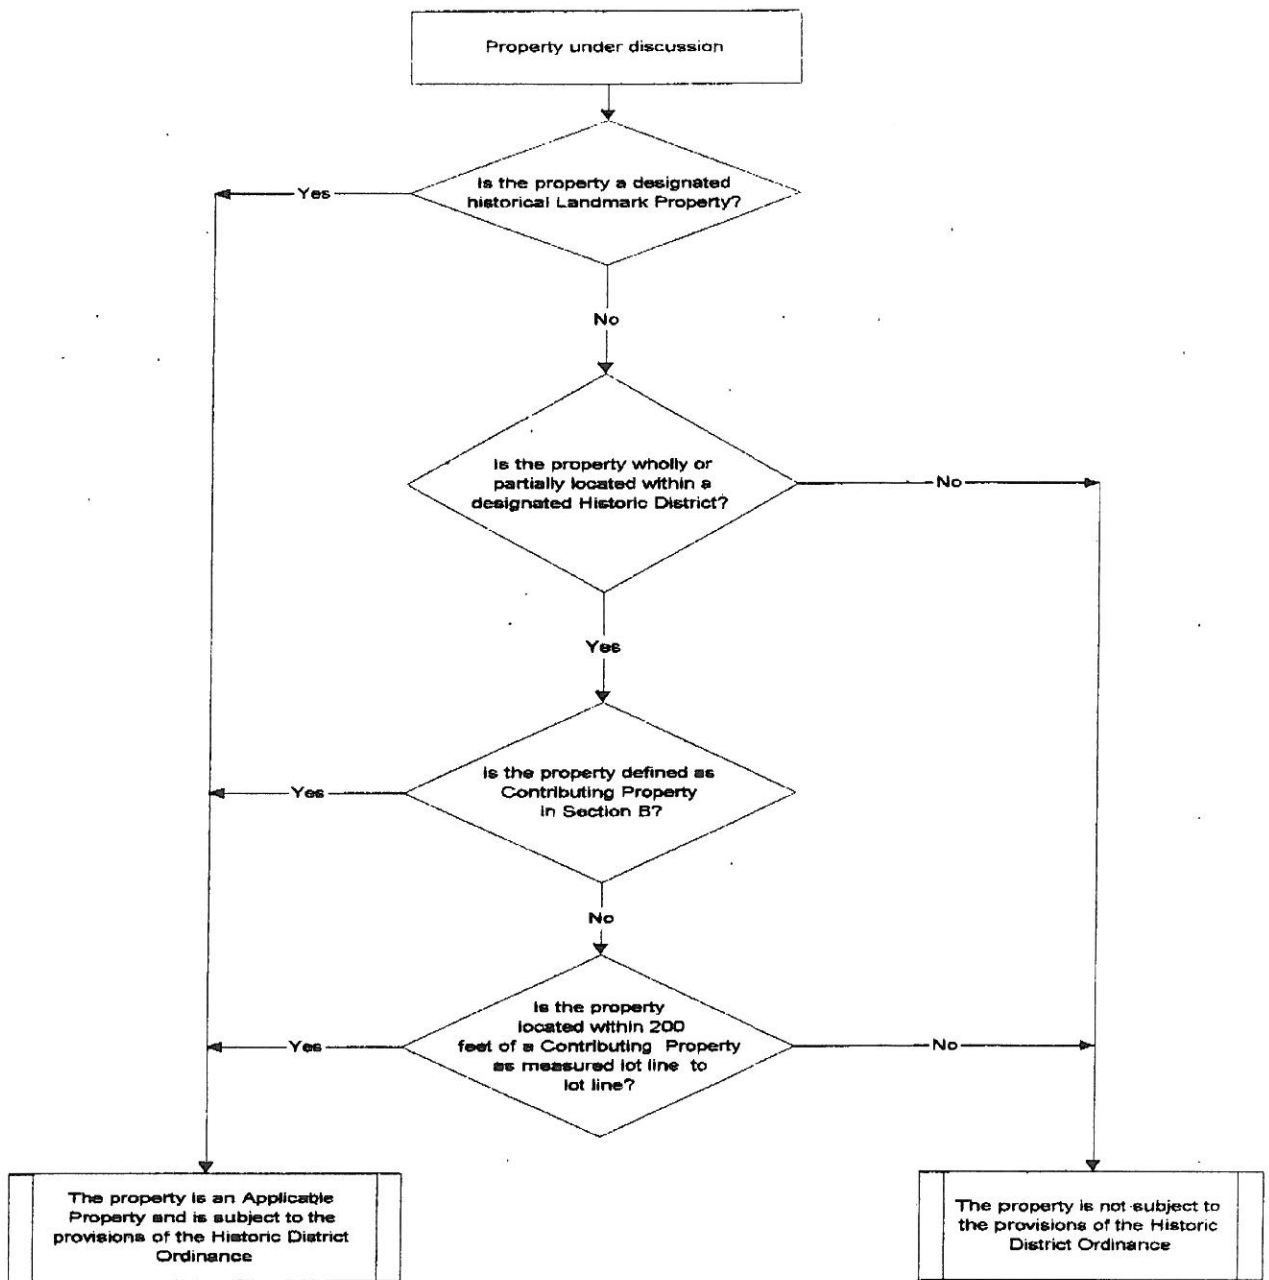 Property under discussion
Is the property a designated
historical Landmark Property?
Yes
No
Is the property wholly or
partially located within a
designated Historic District?
No
Yes
Is the property defined as
Contributing Property
in Section B?
Yes
No
Is the property
located within 200
feet of a Contributing Property
as measured lot line to
lot line?
Yes
No
The property is an Applicable
Property and is subject to the
provisions of the Historic District
Ordinance
The property is not subject to
the provisions of the Historic
District Ordinance